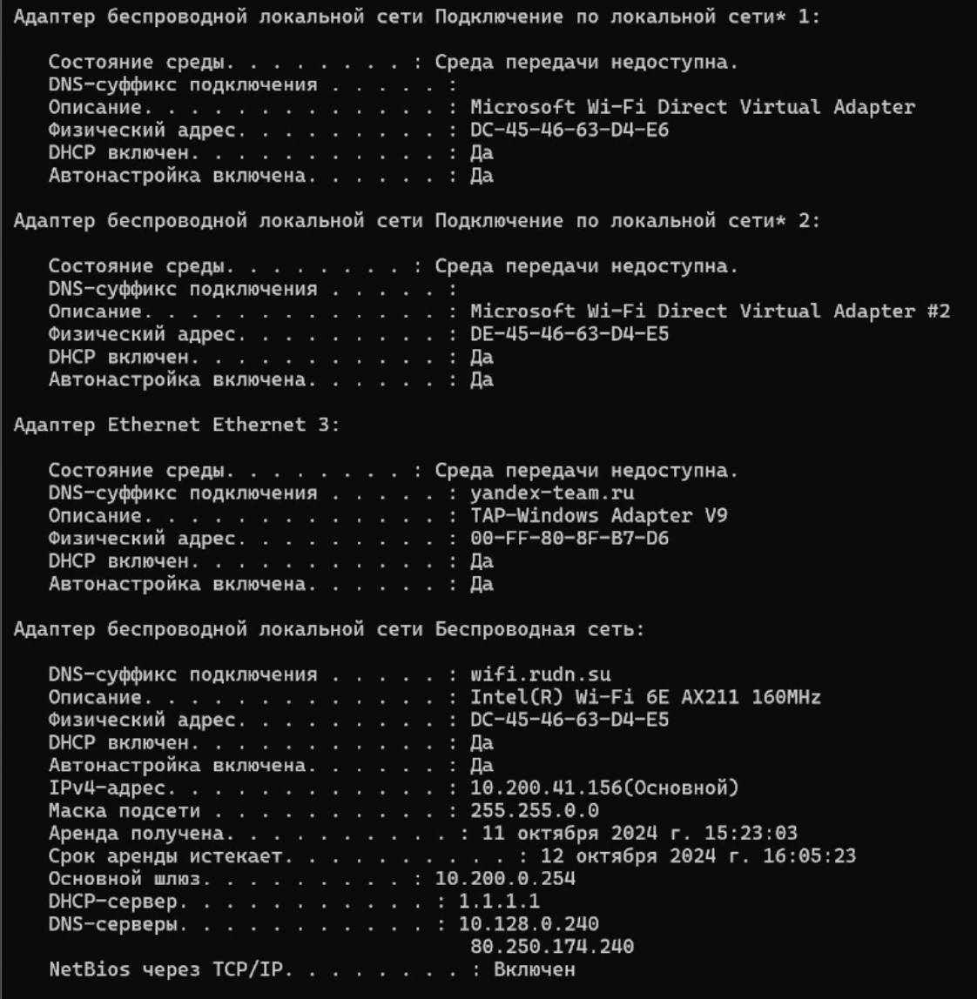 Адаптер беспроводной локальной сети Подключение по локальной сети* 1:
Состояние среды. . . . . . . . : Среда передачи недоступна.
DNS-суффикс подключения . . . . . :
Описание. . . . . . . . . . . . . : Microsoft Wi-Fi Direct Virtual Adapter
Физический адрес. . . . . . . . . : DC-45-46-63-D4-E6
DHCP включен. . . . . . . . . . . : Да
Автонастройка включена. . . . . . : Да
Адаптер беспроводной локальной сети Подключение по локальной сети* 2:
Состояние среды. . . . . . . . : Среда передачи недоступна.
DNS-суффикс подключения . . . . . :
Описание. . . . . . . . . . . . . : Microsoft Wi-Fi Direct Virtual Adapter #2
Физический адрес. . . . . . . . . : DE-45-46-63-D4-E5
DHCP включен. . . . . . . . . . . : Да
Автонастройка включена. . . . . . : Да
Адаптер Ethernet Ethernet 3:
Состояние среды. . . . . . . . : Среда передачи недоступна.
DNS-суффикс подключения . . . . . : yandex-team.ru
Описание. . . . . . . . . . . . . : TAP-Windows Adapter V9
Физический адрес. . . . . . . . . : 00-FF-80-8F-B7-D6
DHCP включен. . . . . . . . . . . : Да
Автонастройка включена. . . . . . : Да
Адаптер беспроводной локальной сети Беспроводная сеть:
DNS-суффикс подключения . . . . . : wifi.rudn.su
Описание. . . . . . . . . . . . . : Intel(R) Wi-Fi 6E AX211 160MHz
Физический адрес. . . . . . . . . : DC-45-46-63-D4-E5
DHCP включен. . . . . . . . . . . : Да
Автонастройка включена. . . . . . : Да
IPv4-адрес. . . . . . . . . . . . : 10.200.41.156(Основной)
Маска подсети . . . . . . . . . . : 255.255.0.0
Аренда получена. . . . . . . . . . : 11 октября 2024 г. 15:23:03
Срок аренды истекает. . . . . . . . . . : 12 октября 2024 г. 16:05:23
Основной шлюз. . . . . . . . . : 10.200.0.254
DHCP-сервер. . . . . . . . . . . : 1.1.1.1
DNS-серверы. . . . . . . . . . . : 10.128.0.240
80.250.174.240
NetBios через TCP/IP. . . . . . . . : Включен